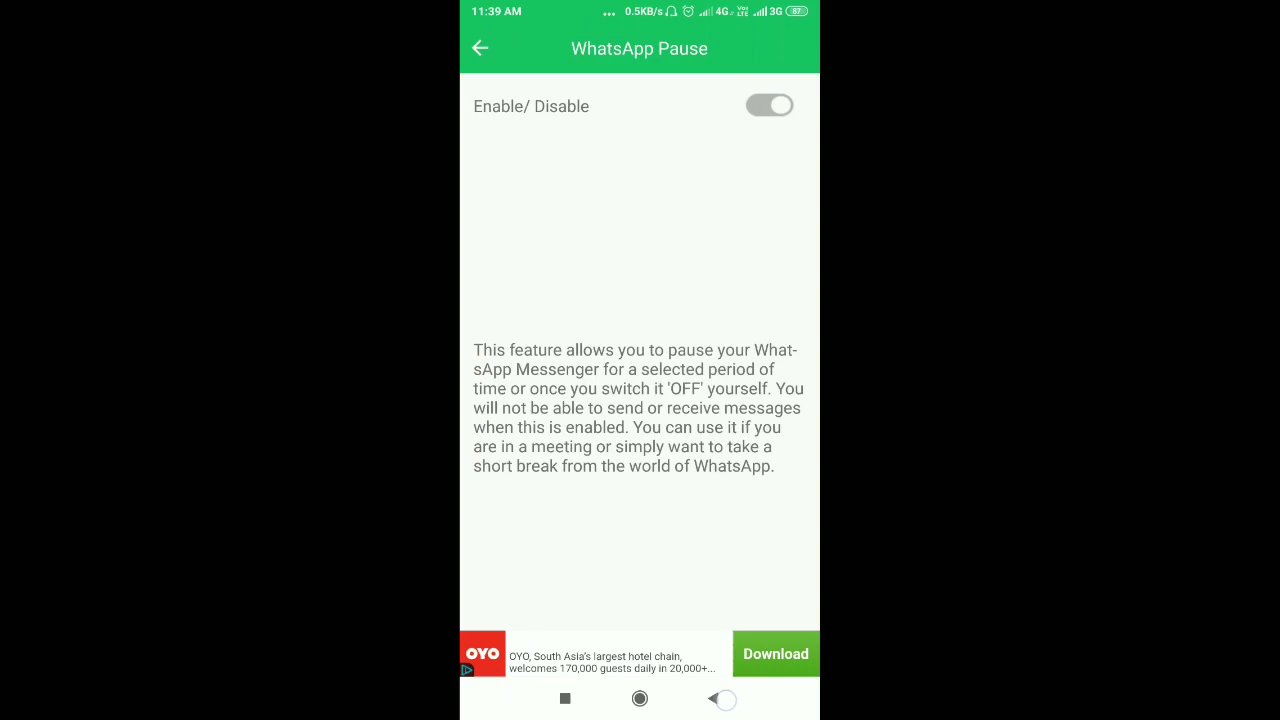 11:39 AM ... 0.5KB/s 4G Vo LTE 3G 87
WhatsApp Pause
Enable/ Disable
This feature allows you to pause your What-
sApp Messenger for a selected period of
time or once you switch it 'OFF' yourself. You
will not be able to send or receive messages
when this is enabled. You can use it if you
are in a meeting or simply want to take a
short break from the world of WhatsApp.
OYO
OYO, South Asia's largest hotel chain,
welcomes 170,000 guests daily in 20,000+...
Download